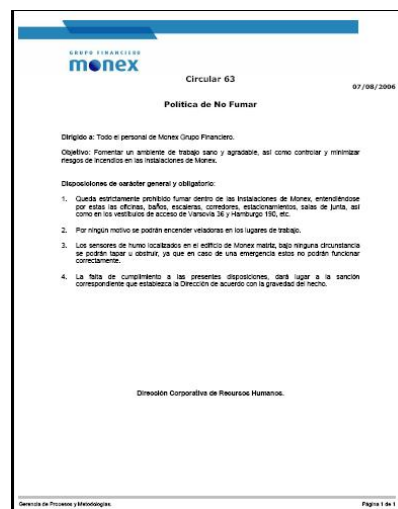 GRUPO FINANCIERO
monex
Circular 63
07/08/2006
Política de No Fumar
Dirigido a: Todo el personal de Monex Grupo Financiero.
Objetivo: Fomentar un ambiente de trabajo sano y agradable, así como controlar y minimizar
riesgos de incendios en las instalaciones de Monex.
Disposiciones de carácter general y obligatorio:
1. Queda estrictamente prohibido fumar dentro de las instalaciones de Monex, entendiéndose
por estas las oficinas, baños, escaleras, corredores, estacionamientos, salas de junta, así
como en los vestíbulos de acceso de Varsovia 36 y Hamburgo 190, etc.
2. Por ningún motivo se podrán encender veladoras en los lugares de trabajo.
3. Los sensores de humo localizados en el edificio de Monex matriz, bajo ninguna circunstancia
se podrán tapar u obstruir, ya que en caso de una emergencia estos no podrán funcionar
correctamente.
4. La falta de cumplimiento a las presentes disposiciones, dará lugar a la sanción
correspondiente que establezca la Dirección de acuerdo con la gravedad del hecho.
Dirección Corporativa de Recursos Humanos.
Gerencia de Procesos y Metodologías.
Página 1 de 1